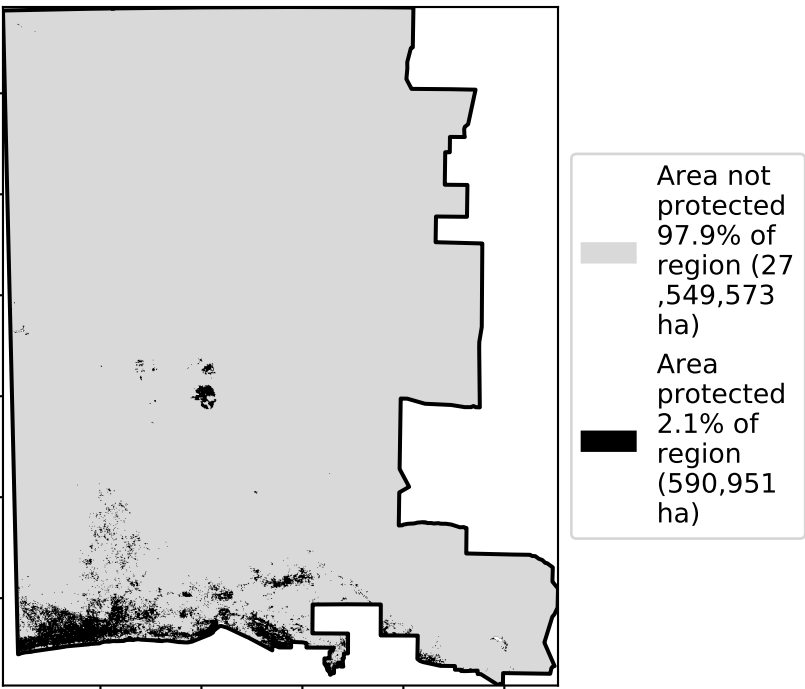 Area not
protected
97.9% of
region (27
,549,573
ha)
Area
protected
2.1% of
region
(590,951
ha)